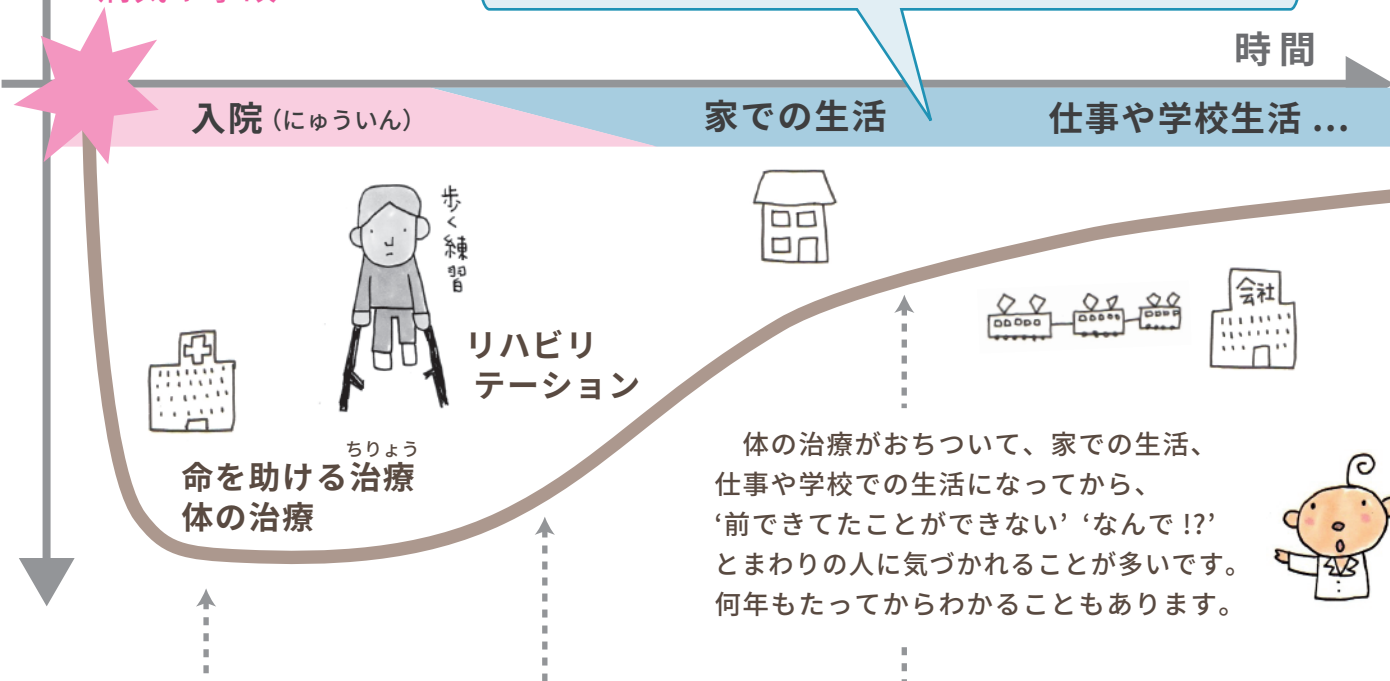 時間
入院（にゅういん）
家での生活
仕事や学校生活 ...
歩く練習
リハビリ
テーション
会社
ちりょう
命を助ける治療
体の治療
体の治療がおちついて、家での生活、
仕事や学校での生活になってから、
‘前できてたことができない’ ‘なんで !?’
とまわりの人に気づかれることが多いです。
何年もたってからわかることもあります。